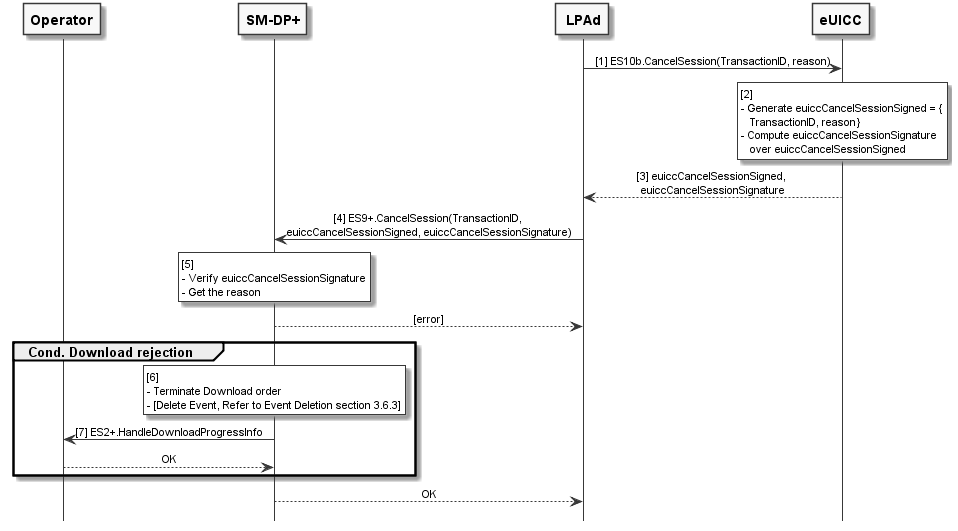 Operator
SM-DP+
LPAd
eUICC
[1] ES10b.CancelSession(TransactionID, reason)
[2]
- Generate euiccCancelSessionSigned = {
TransactionID, reason}
- Compute euiccCancelSessionSignature
over euiccCancelSessionSigned
[3] euiccCancelSessionSigned,
euiccCancelSessionSignature
[4] ES9+.CancelSession(TransactionID,
euiccCancelSessionSigned, euiccCancelSessionSignature)
[5]
- Verify euiccCancelSessionSignature
- Get the reason
[error]
Cond. Download rejection
[6]
- Terminate Download order
- [Delete Event, Refer to Event Deletion section 3.6.3]
[7] ES2+.HandleDownloadProgressInfo
OK
OK